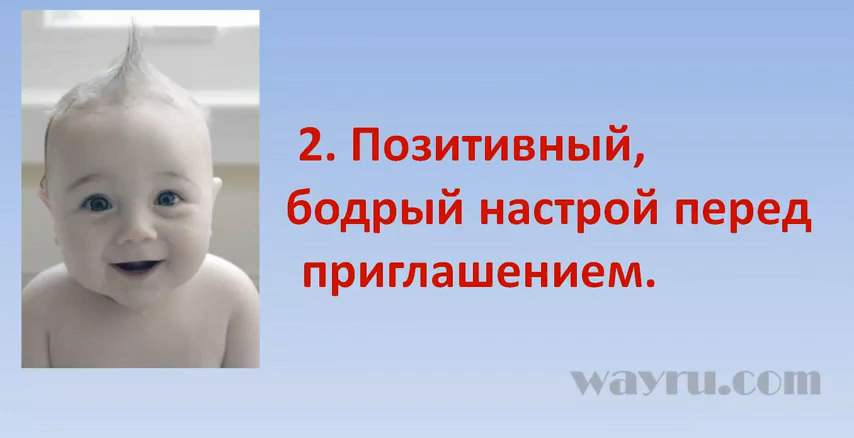 2. Позитивный,
бодрый настрой перед
приглашением.
wayru.com